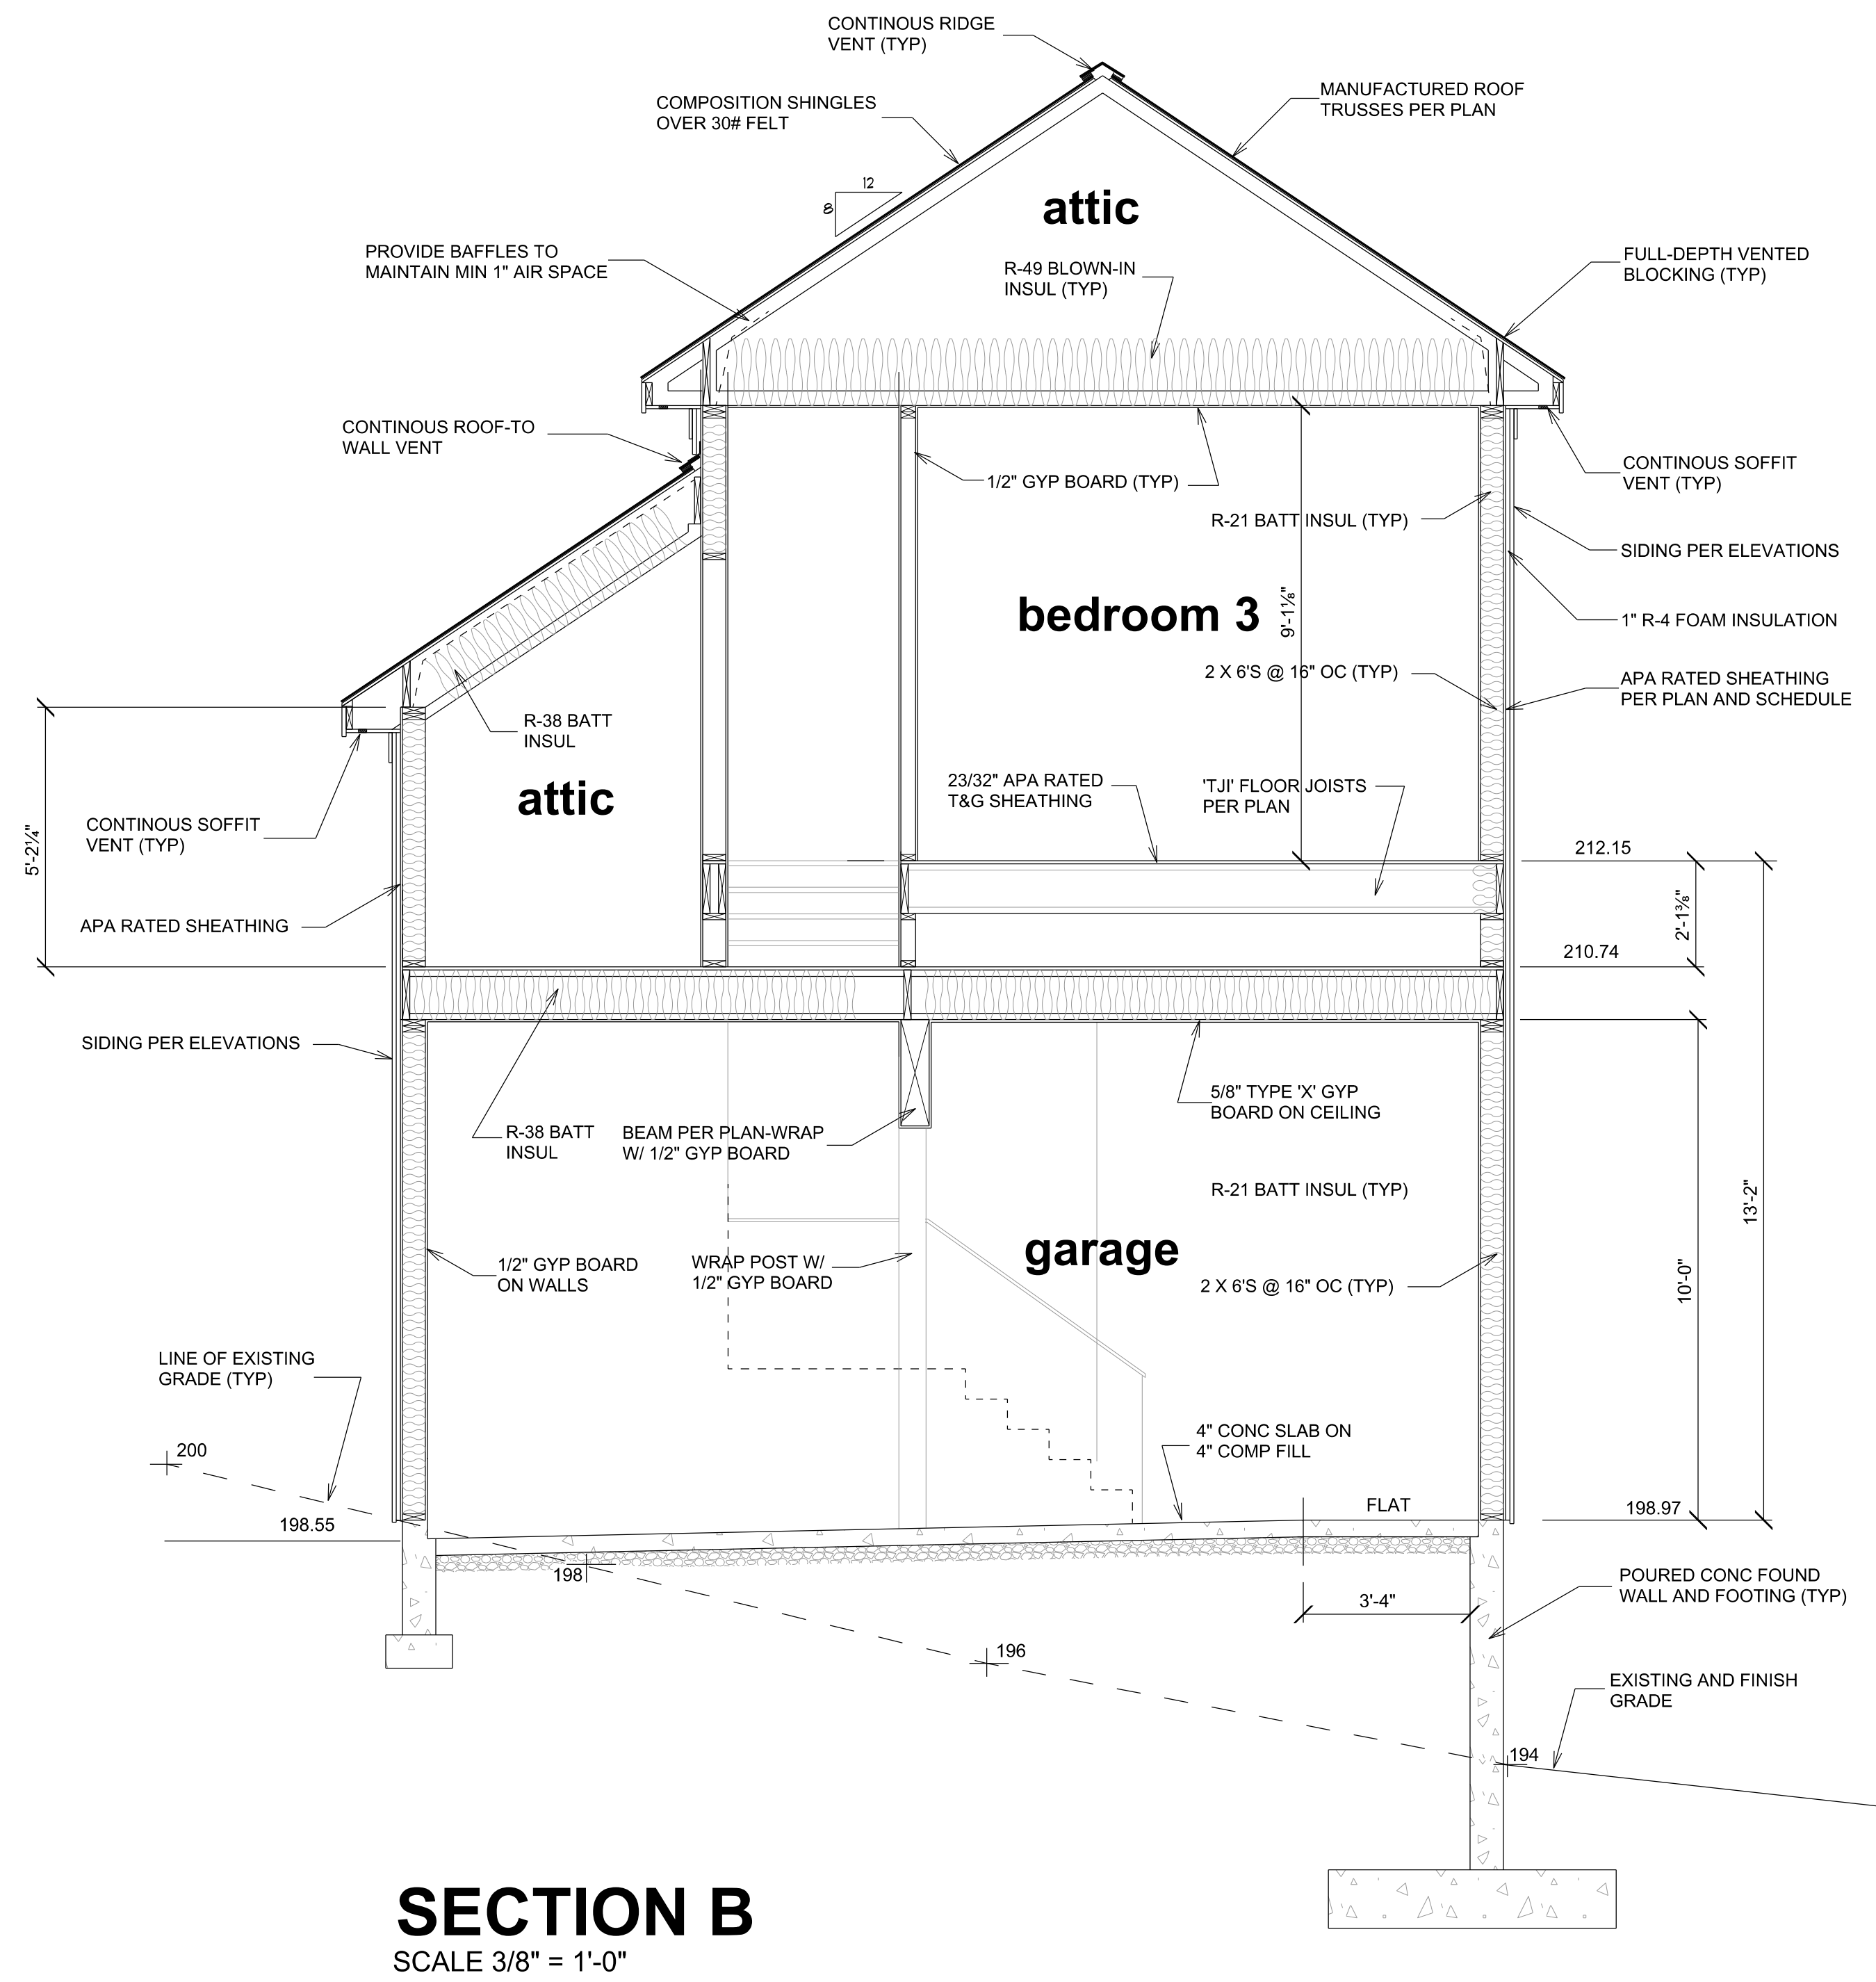 CONTINOUS RIDGE
VENT (TYP)
COMPOSITION SHINGLES
OVER 30# FELT
MANUFACTURED ROOF
TRUSSES PER PLAN
12
8
attic
PROVIDE BAFFLES TO
MAINTAIN MIN 1" AIR SPACE
R-49 BLOWN-IN
INSUL (TYP)
FULL-DEPTH VENTED
BLOCKING (TYP)
CONTINOUS ROOF-TO
WALL VENT
1/2" GYP BOARD (TYP)
CONTINOUS SOFFIT
VENT (TYP)
R-21 BATT INSUL (TYP)
SIDING PER ELEVATIONS
bedroom 3
9'-1⅛"
1" R-4 FOAM INSULATION
2 X 6'S @ 16" OC (TYP)
APA RATED SHEATHING
PER PLAN AND SCHEDULE
R-38 BATT
INSUL
attic
23/32" APA RATED
T&G SHEATHING
'TJI' FLOOR JOISTS
PER PLAN
5'-2¼"
CONTINOUS SOFFIT
VENT (TYP)
212.15
APA RATED SHEATHING
2'-1⅜"
210.74
SIDING PER ELEVATIONS
5/8" TYPE 'X' GYP
BOARD ON CEILING
R-38 BATT
INSUL
BEAM PER PLAN-WRAP
W/ 1/2" GYP BOARD
R-21 BATT INSUL (TYP)
13'-2"
garage
1/2" GYP BOARD
ON WALLS
WRAP POST W/
1/2" GYP BOARD
2 X 6'S @ 16" OC (TYP)
10'-0"
LINE OF EXISTING
GRADE (TYP)
4" CONC SLAB ON
4" COMP FILL
200
FLAT
198.97
198.55
198
3'-4"
POURED CONC FOUND
WALL AND FOOTING (TYP)
196
EXISTING AND FINISH
GRADE
194
SECTION B
SCALE 3/8" = 1'-0"